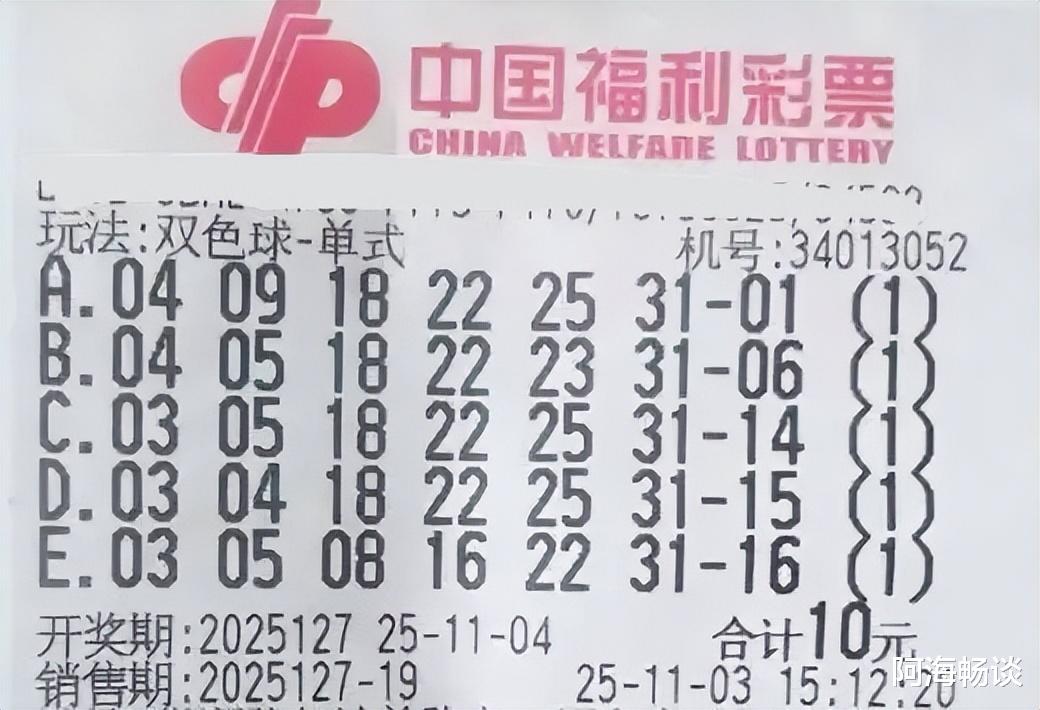 中国福利彩票
CHINA WELFARE LOTTERY
玩法:双色球-单式 机号:34013052
A.04 09 18 22 25 31-01 (1)
B.04 05 18 22 23 31-06 (1)
C.03 05 18 22 25 31-14 (1)
D.03 04 18 22 25 31-15 (1)
E.03 05 08 16 22 31-16 (1)
开奖期:2025127 25-11-04 合计10元
销售期:2025127-19 25-11-03 15:12:20
阿海畅谈